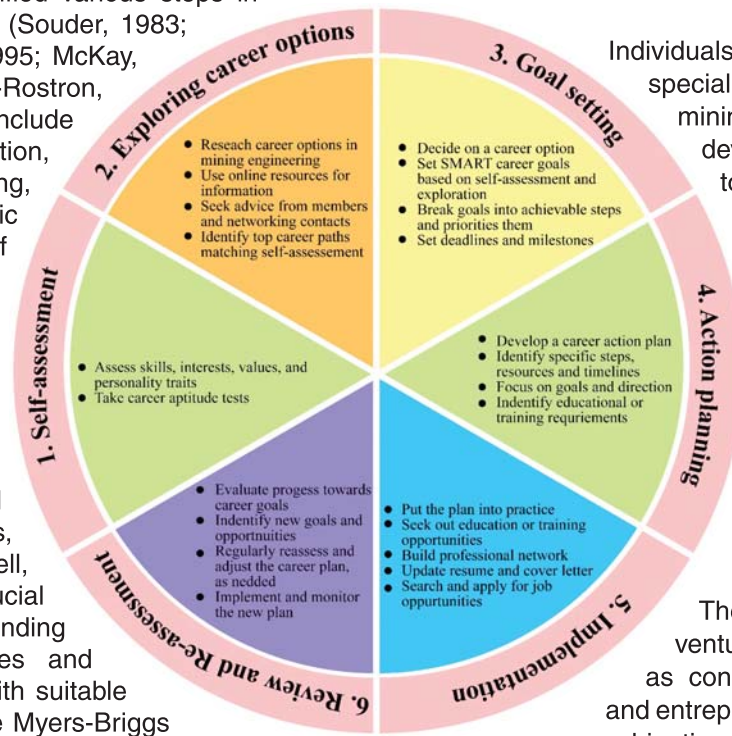 ified various steps in
(Souder, 1983;
995; McKay,
-Rostron,
nclude
tion,
ng,
ic
f
s,
ell,
ucial
nding
es and
ith suitable
e Myers-Briggs
1. Self-assessment
● Assess skills, interests, values, and
personality traits
● Take career aptitude tests
2. Exploring career options
● Reseach career options in
mining engineering
● Use online resources for
information
● Seek advice from members
and networking contacts
● Identify top career paths
matching self-assessement
3. Goal setting
● Decide on a career option
● Set SMART career goals
based on self-assessment and
exploration
● Break goals into achievable steps
and priorities them
● Set deadlines and milestones
4. Action planning
● Develop a career action plan
● Identify specific steps,
resources and timelines
● Focus on goals and direction
● Indentify educational or
training requriements
5. Implementation
● Put the plan into practice
● Seek out education or training
opportunities
● Build professional network
● Update resume and cover letter
● Search and apply for job
oppurtunities
6. Review and Re-assessment
● Evaluate progess towards
career goals
● Indentify new goals and
opportnuities
● Regularly reassess and
adjust the career plan,
as nedded
● Implement and monitor
the new plan
Individuals
special
minin
dev
to
The
ventu
as con
and entrep